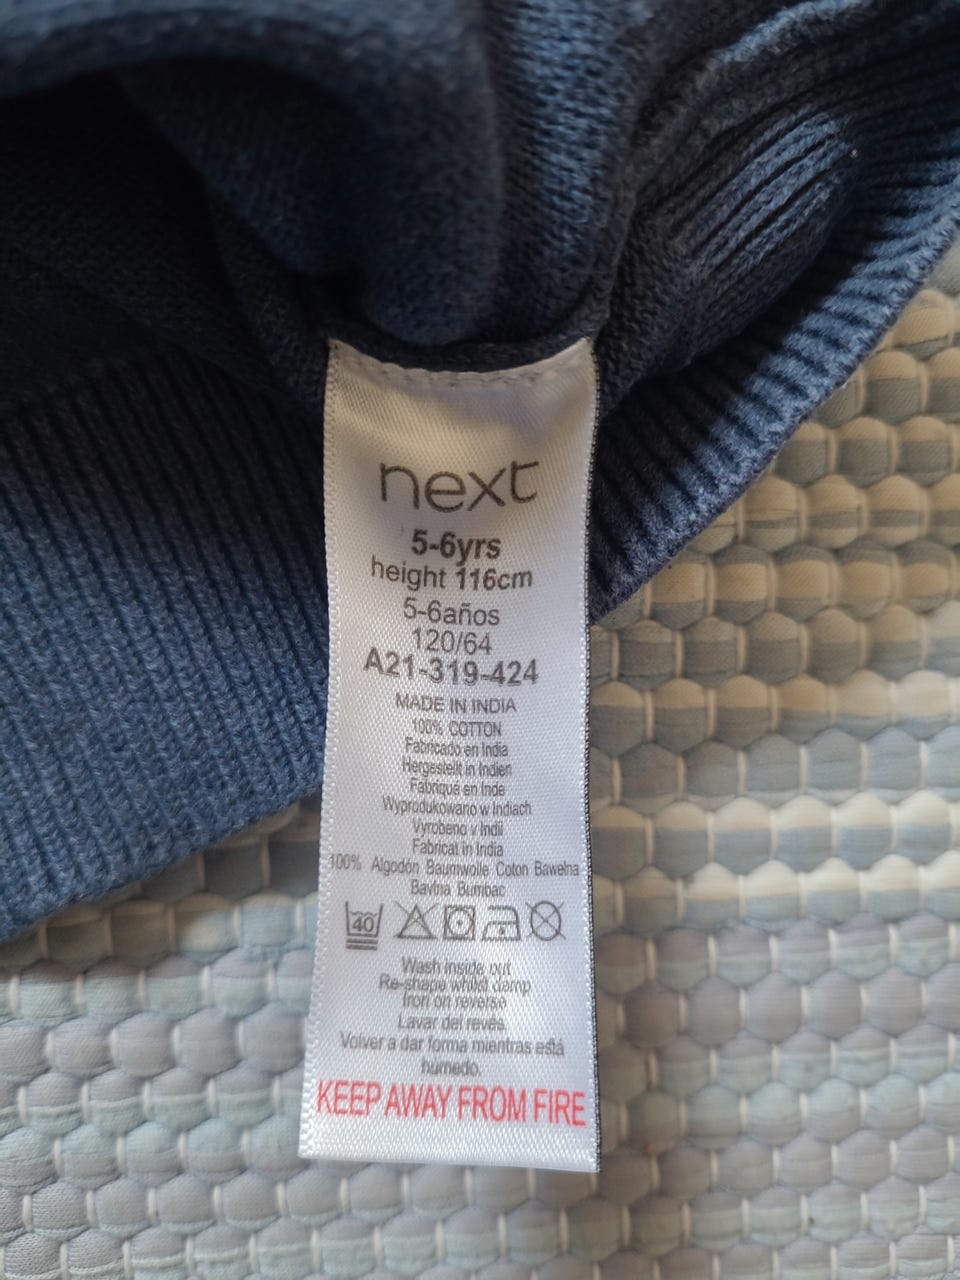 next
5-6yrs
height 116cm
5-6años
120/64
A21-319-424
MADE IN INDIA
100% COTTON
Fabricado en India
Hergestellt in Indien
Fabriqué en Inde
Wyprodukowano w Indiach
Vyrobeno v Indii
Fabricat in India
100% Algodón Baumwolle Coton Bawełna
Bavlna Bumbac
40
Wash inside out
Re-shape whilst damp
Iron on reverse
Lavar del revés.
Volver a dar forma mientras está
húmedo.
KEEP AWAY FROM FIRE